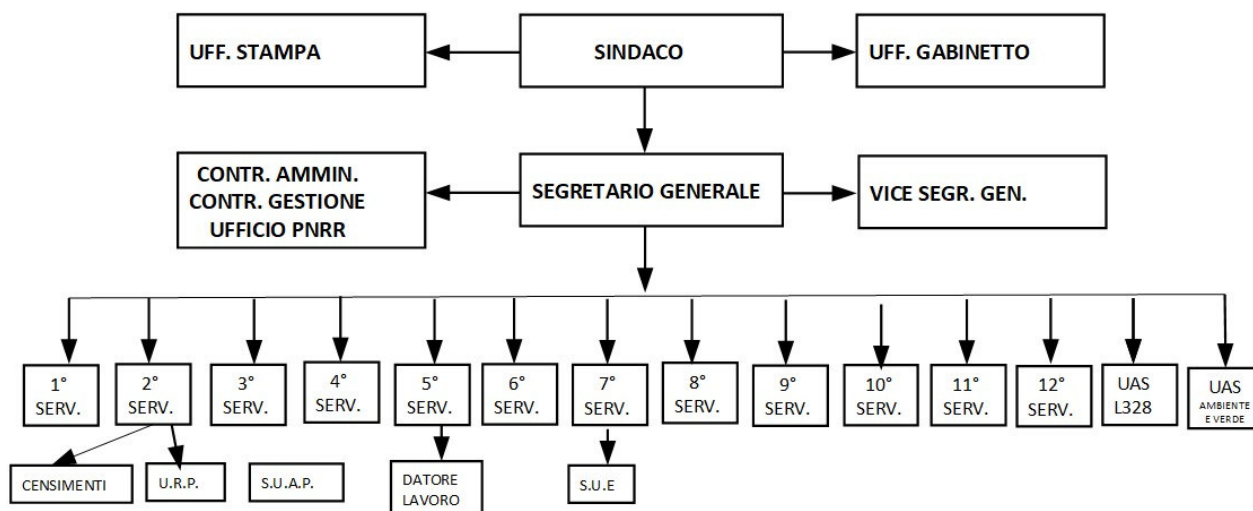 UFF. STAMPA
SINDACO
UFF. GABINETTO
CONTR. AMMIN.
CONTR. GESTIONE
UFFICIO PNRR
SEGRETARIO GENERALE
VICE SEGR. GEN.
1°
SERV.
2°
SERV.
3°
SERV.
4°
SERV.
5°
SERV.
6°
SERV.
7°
SERV.
8°
SERV.
9°
SERV.
10°
SERV.
11°
SERV.
12°
SERV.
UAS
L328
UAS
AMBIENTE
E VERDE
CENSIMENTI
U.R.P.
S.U.A.P.
DATORE
LAVORO
S.U.E